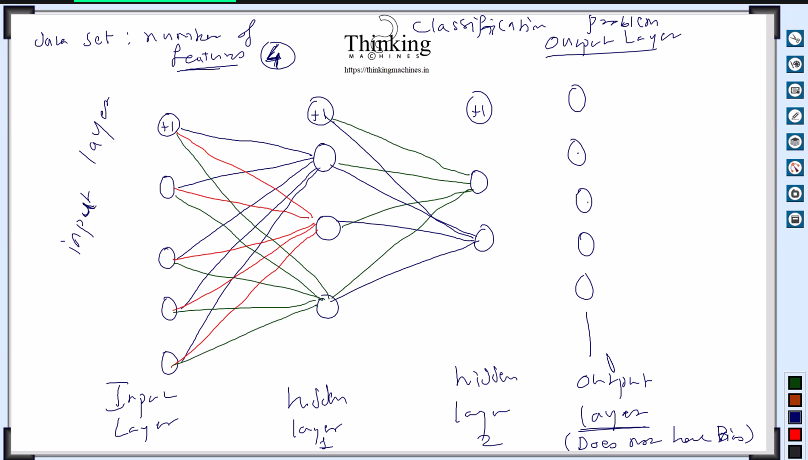 Data set : number of
features 4
Thinking
MACHINES
https://thinkingmachines.in
Classification problem
Output Layer
input layer
+1
+1
+1
Input
Layer
hidden
layer
1
hidden
layer
2
output
layer
(Does not have Bias)